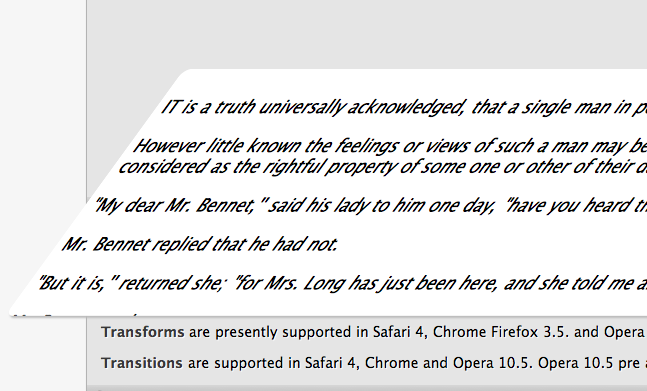 IT is a truth universally acknowledged, that a single man in
However little known the feelings or views of such a man may be
considered as the rightful property of some one or other of their
"My dear Mr. Bennet," said his lady to him one day, "have you heard
Mr. Bennet replied that he had not.
"But it is," returned she; "for Mrs. Long has just been here, and she told me
Transforms are presently supported in Safari 4, Chrome Firefox 3.5. and Opera
Transitions are supported in Safari 4, Chrome and Opera 10.5. Opera 10.5 pre